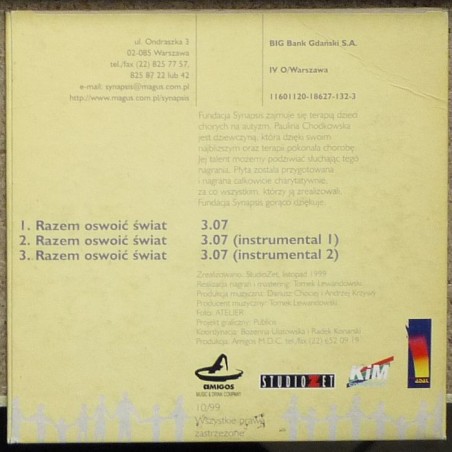 ul. Ondraszka 3
02-085 Warszawa
tel./fax (22) 825 77 57,
825 87 22 lub 42
e-mail: synapsis@magus.com.pl
http://www.magus.com.pl/synapsis
BIG Bank Gdański S.A.
IV O/Warszawa
11601120-18627-132-3
Fundacja Synapsis zajmuje się terapią dzieci
chorych na autyzm. Paulina Chodkowska
jest dziewczyną, która dzięki swoim
najbliższym oraz terapii pokonała chorobę.
Jej talent możemy podziwiać słuchając tego
nagrania. Płyta została przygotowana
i nagrana całkowicie charytatywnie,
za co wszystkim, którzy ją zrealizowali,
Fundacja Synapsis gorąco dziękuje.
1. Razem oswoić świat 3.07
2. Razem oswoić świat 3.07 (instrumental 1)
3. Razem oswoić świat 3.07 (instrumental 2)
Zrealizowano: StudioZet, listopad 1999
Realizacja nagrań i mastering: Tomek Lewandowski
Produkcja muzyczna: Dariusz Chojcej i Andrzej
Producent muzyczny: Tomek Lewandowski
Foto: ATELIER
Projekt graficzny: Publicis
Koordynacja: Bożenna i Radek Konarski
Produkcja: Amigos M.D.C. tel./fax (22) 652 09 19
AMIGOS
MUSIC & DRINK COMPANY
STUDIOZET
KiM
10/99
Wszystkie prawa
zastrzeżone